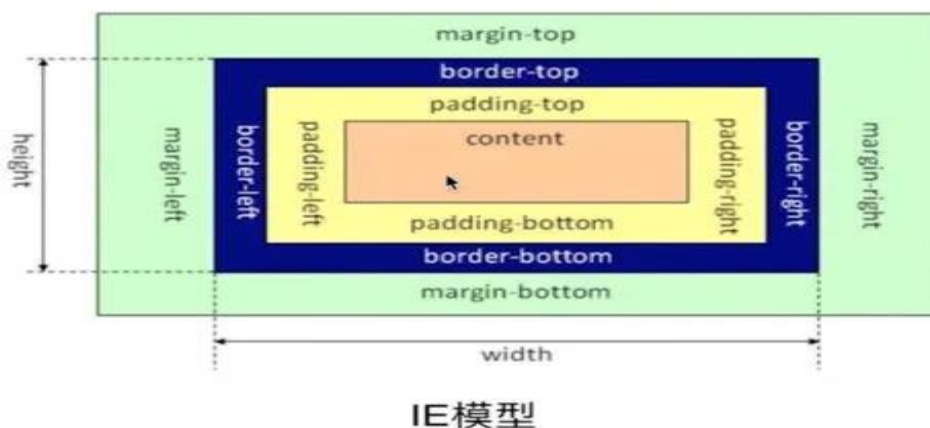 margin-top
border-top
padding-top
content
height
margin-left
border-left
padding-left
padding-right
border-right
margin-right
padding-bottom
border-bottom
margin-bottom
width
IE模型